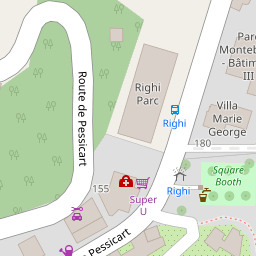 Parc
Monteb
- Bâtim
III
Righi
Parc
Route de Pessicart
Villa
Marie
George
Righi
180
Square
Booth
155
Righi
Super
U
Pessicart